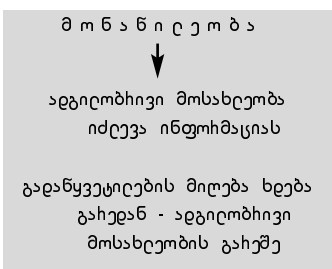 მონაწილეობა
ადგილობრივი მოსახლეობა
იძლევა ინფორმაციას
გადაწყვეტილების მიღება ხდება
გარედან - ადგილობრივი
მოსახლეობის გარეშე